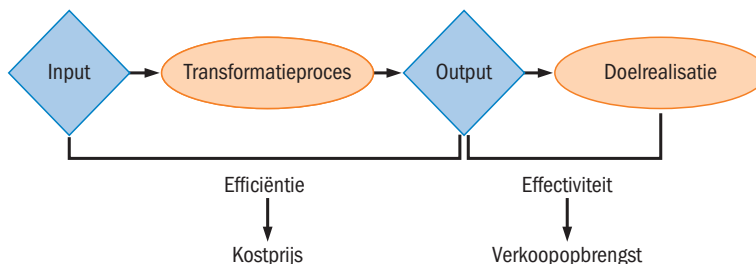 Input
Transformatieproces
Output
Doelrealisatie
Efficiëntie
Effectiviteit
Kostprijs
Verkoopopbrengst